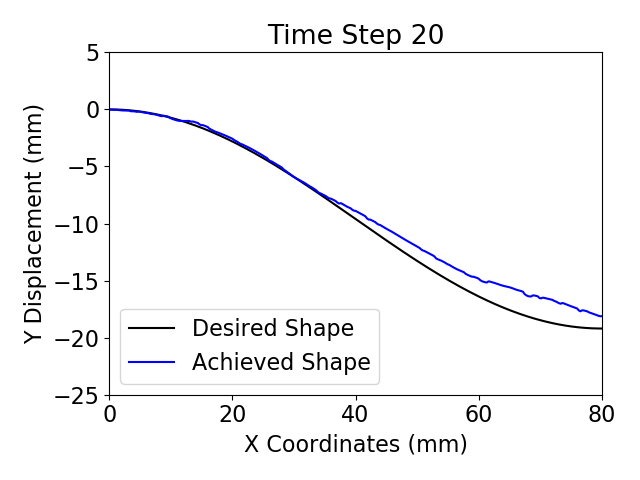 Time Step 20
Y Displacement (mm)
5
0
−5
−10
−15
−20
−25
Desired Shape
Achieved Shape
0 20 40 60 80
X Coordinates (mm)